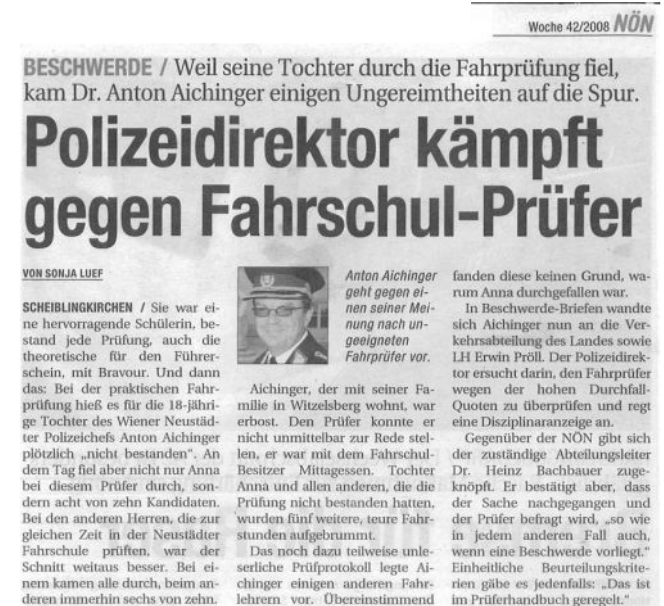 Woche 42/2008 NÖN
BESCHWERDE / Weil seine Tochter durch die Fahrprüfung fiel,
kam Dr. Anton Aichinger einigen Ungereimtheiten auf die Spur.
Polizeidirektor kämpft
gegen Fahrschul-Prüfer
VON SONJA LUEF
SCHEIBLINGKIRCHEN / Sie war ei-
ne hervorragende Schülerin, be-
stand jede Prüfung, auch die
theoretische für den Führer-
schein, mit Bravour. Und dann
das: Bei der praktischen Fahr-
prüfung hieß es für die 18-jähri-
ge Tochter des Wiener Neustäd-
ter Polizeichefs Anton Aichinger
plötzlich „nicht bestanden“. An
dem Tag fiel aber nicht nur Anna
bei diesem Prüfer durch, son-
dern acht von zehn Kandidaten.
Bei den anderen Herren, die zur
gleichen Zeit in der Neustädter
Fahrschule prüften, war der
Schnitt weitaus besser. Bei ei-
nem kamen alle durch, beim an-
deren immerhin sechs von zehn.
Anton Aichinger
geht gegen ei-
nen seiner Mei-
nung nach un-
geeigneten
Fahrprüfer vor.
Aichinger, der mit seiner Fa-
milie in Witzelsberg wohnt, war
erbost. Den Prüfer konnte er
nicht unmittelbar zur Rede stel-
len, er war mit dem Fahrschul-
Besitzer Mittagessen. Tochter
Anna und allen anderen, die die
Prüfung nicht bestanden hatten,
wurden fünf weitere, teure Fahr-
stunden aufgebrummt.
Das noch dazu teilweise unle-
serliche Prüfprotokoll legte Ai-
chinger einigen anderen Fahr-
lehrern vor. Übereinstimmend
fanden diese keinen Grund, wa-
rum Anna durchgefallen war.
In Beschwerde-Briefen wandte
sich Aichinger nun an die Ver-
kehrsabteilung des Landes sowie
LH Erwin Pröll. Der Polizeidirek-
tor ersucht darin, den Fahrprüfer
wegen der hohen Durchfall-
Quoten zu überprüfen und regt
eine Disziplinaranzeige an.
Gegenüber der NÖN gibt sich
der zuständige Abteilungsleiter
Dr. Heinz Bachbauer zuge-
knöpft. Er bestätigt aber, dass
der Sache nachgegangen und
der Prüfer befragt wird, „so wie
in jedem anderen Fall auch,
wenn eine Beschwerde vorliegt.“
Einheitliche Beurteilungskrite-
rien gäbe es jedenfalls: „Das ist
im Prüferhandbuch geregelt.“